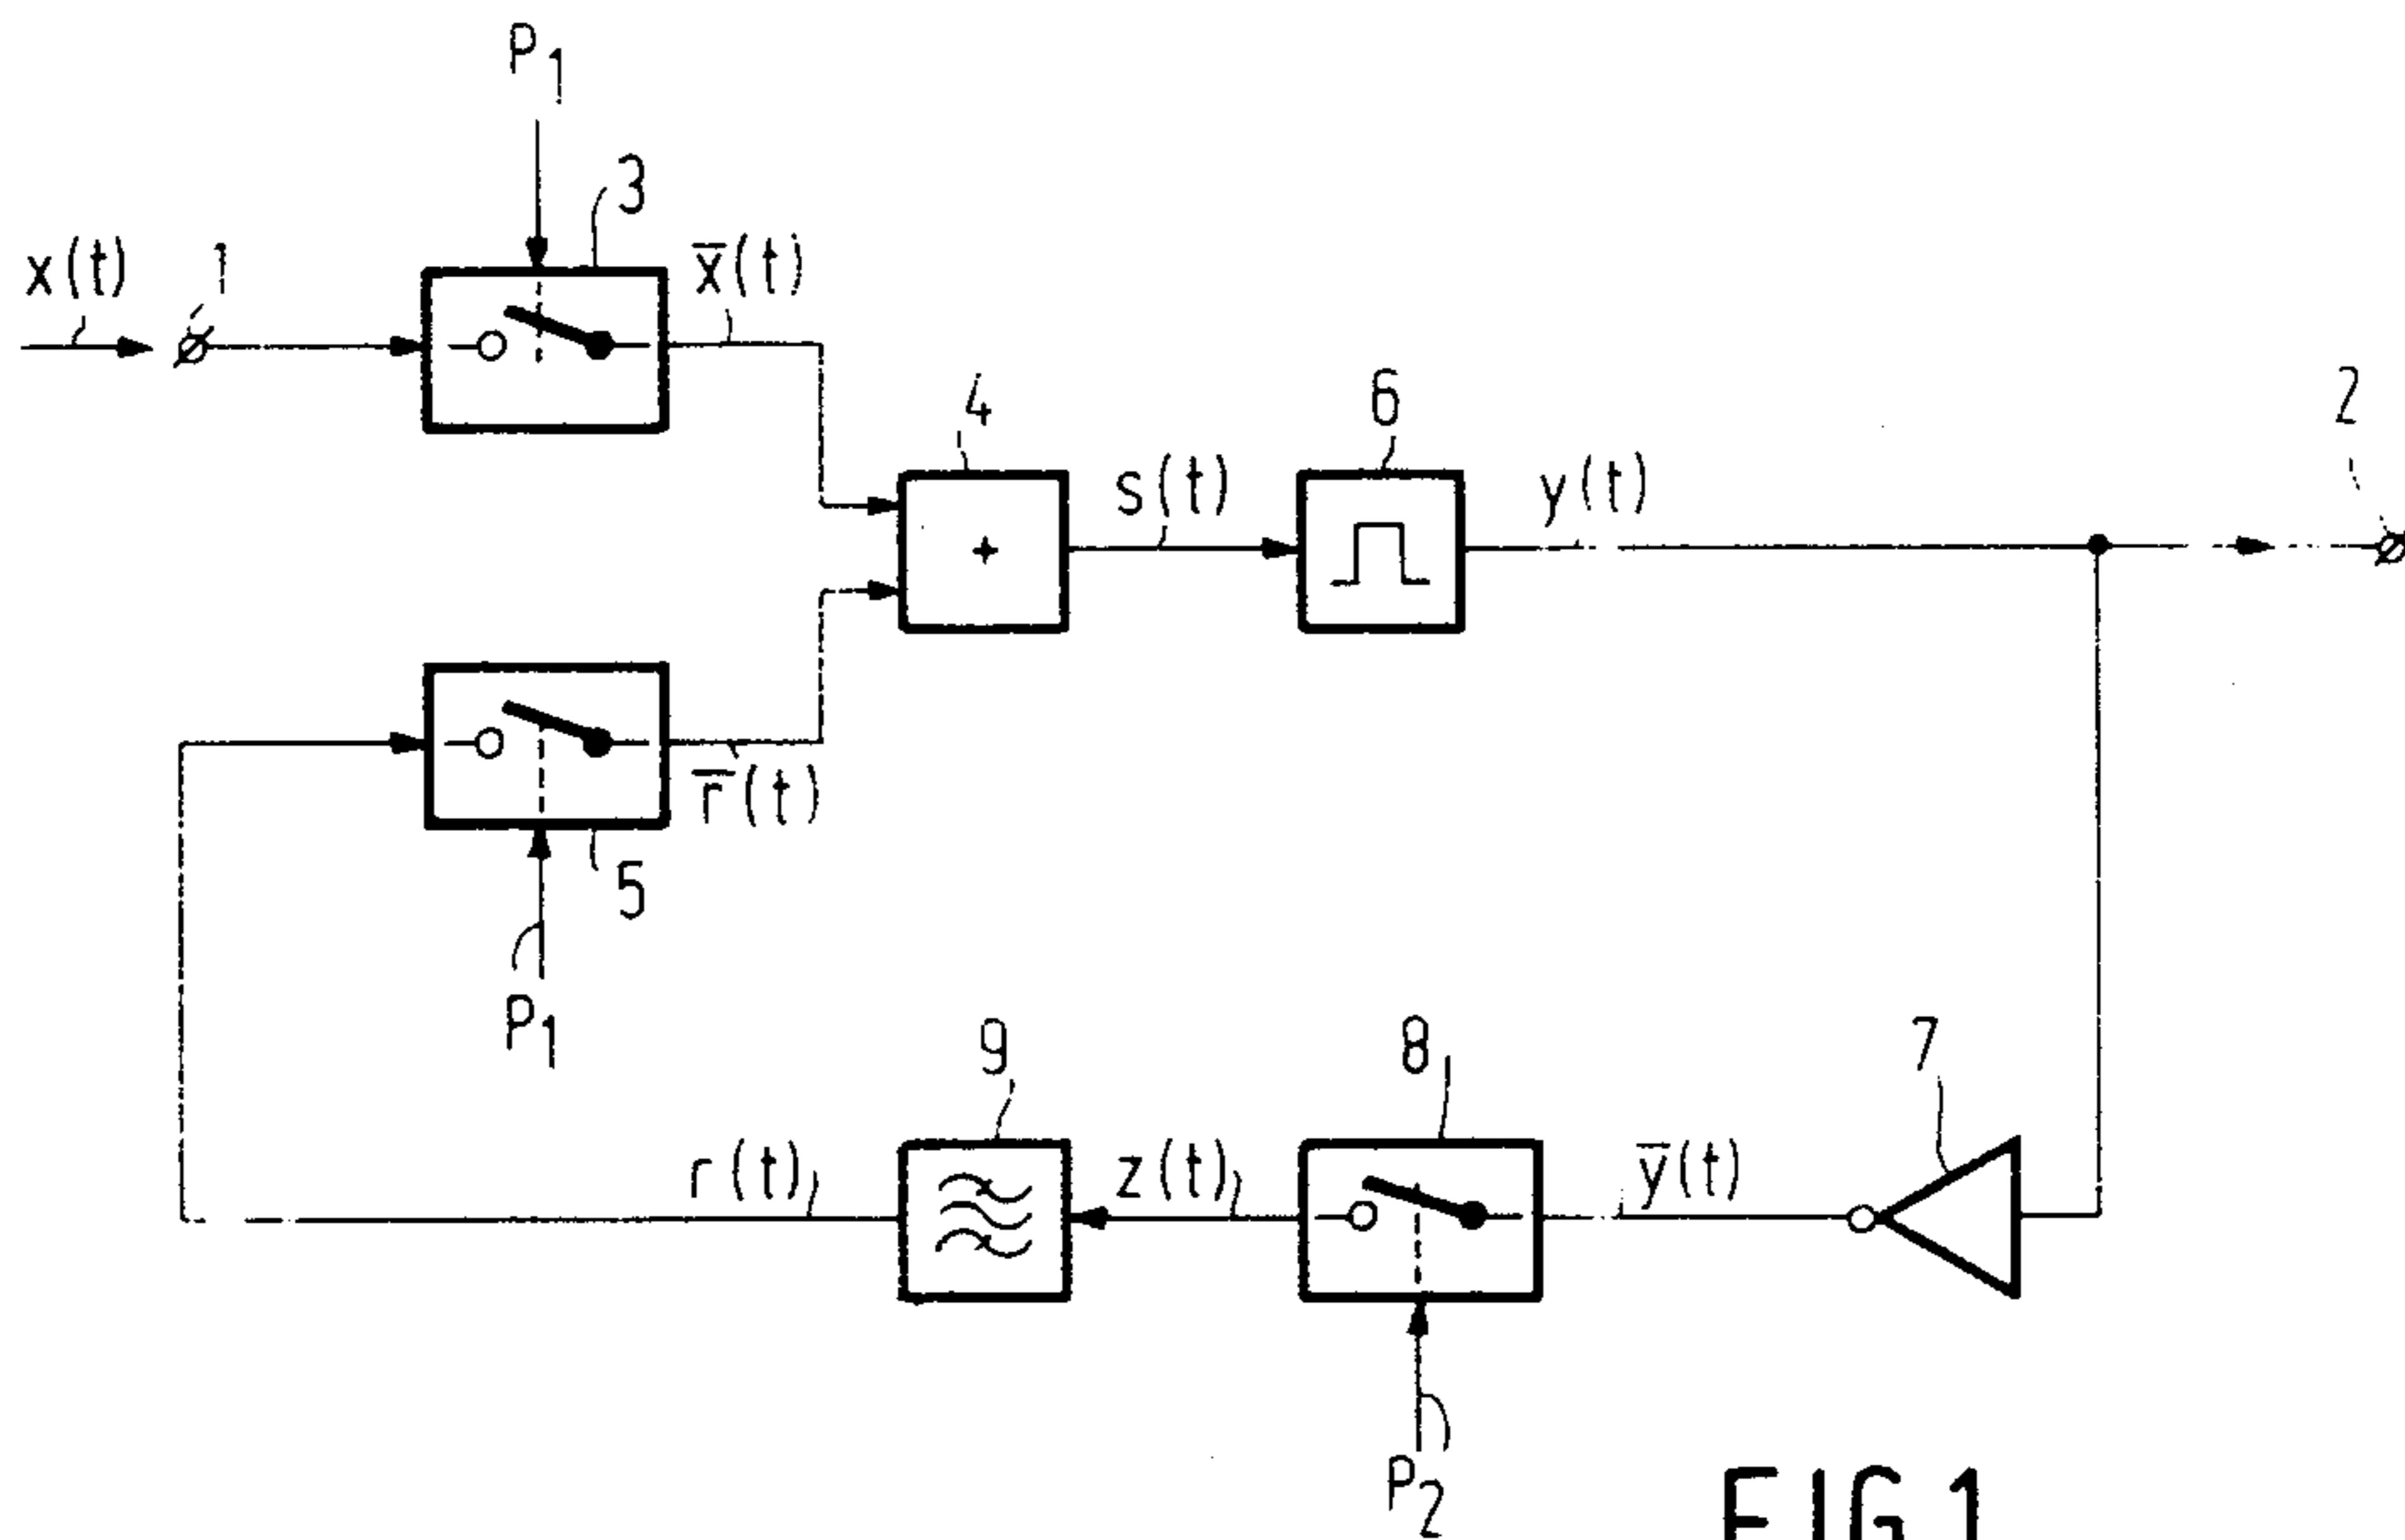 P1
3
x(t)
1
x̅(t)
4
6
2
s(t)
y(t)
+
r̅(t)
5
P1
9
8
7
r(t)
z(t)
y̅(t)
P2
FIG.1